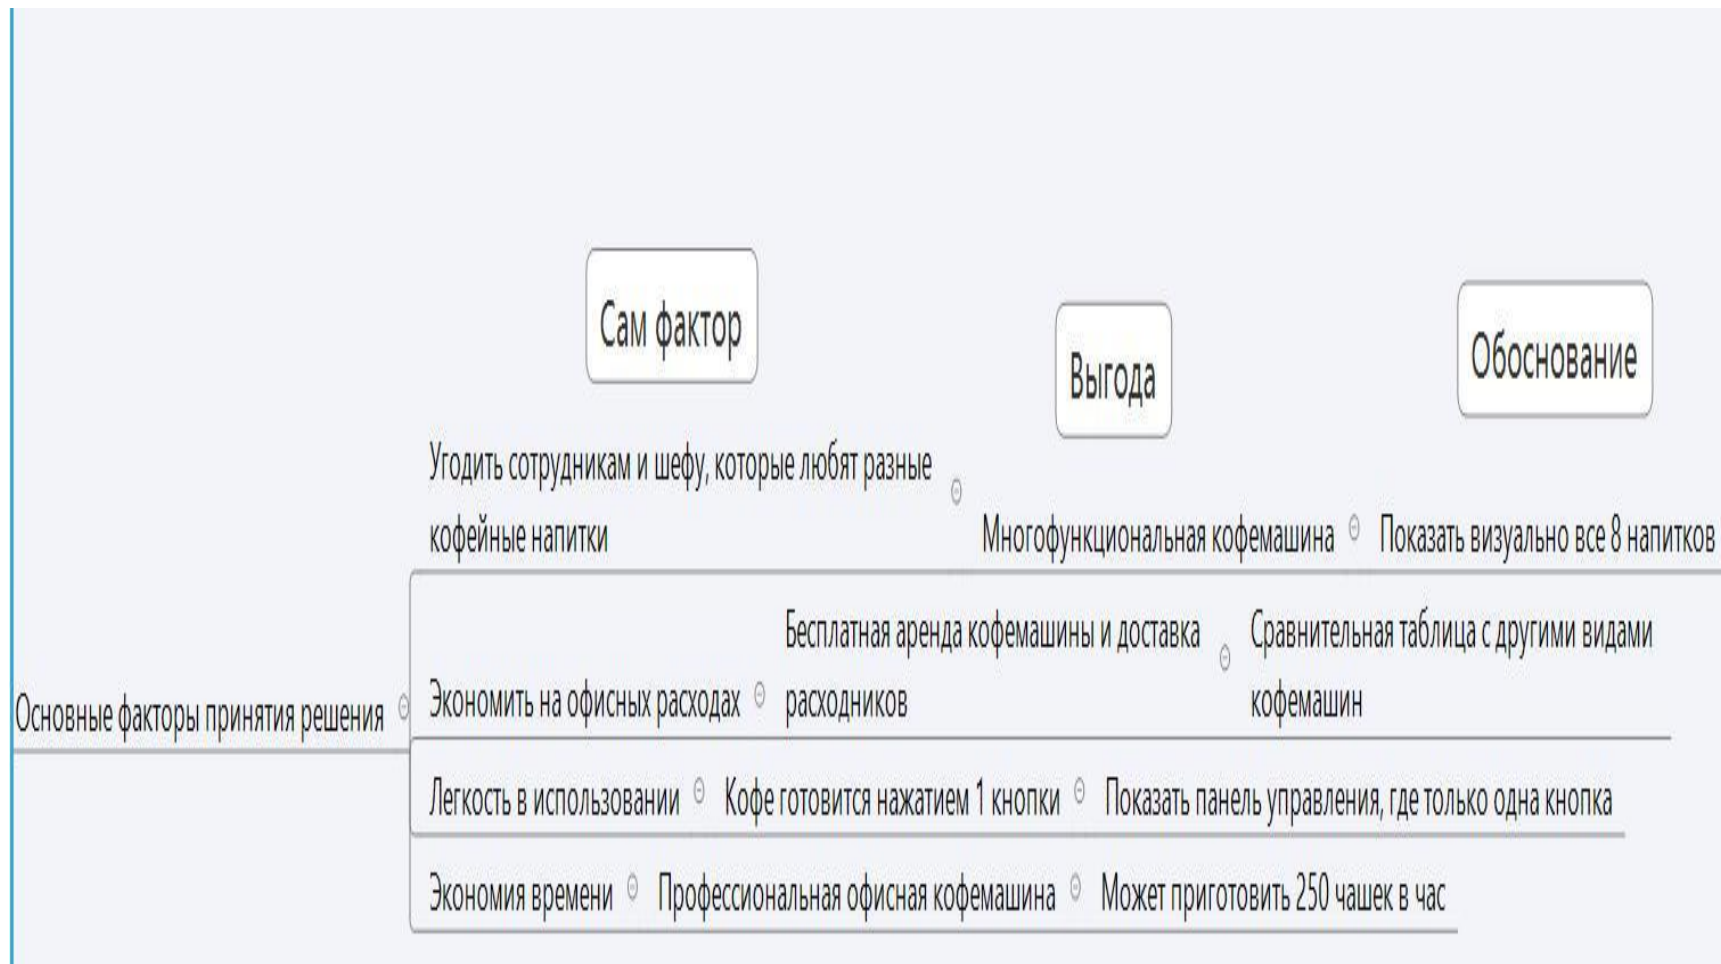 Сам фактор
Выгода
Обоснование
Угодить сотрудникам и шефу, которые любят разные
кофейные напитки
Многофункциональная кофемашина
Показать визуально все 8 напитков
Основные факторы принятия решения
Экономить на офисных расходах
Бесплатная аренда кофемашины и доставка
расходников
Сравнительная таблица с другими видами
кофемашин
Легкость в использовании
Кофе готовится нажатием 1 кнопки
Показать панель управления, где только одна кнопка
Экономия времени
Профессиональная офисная кофемашина
Может приготовить 250 чашек в час